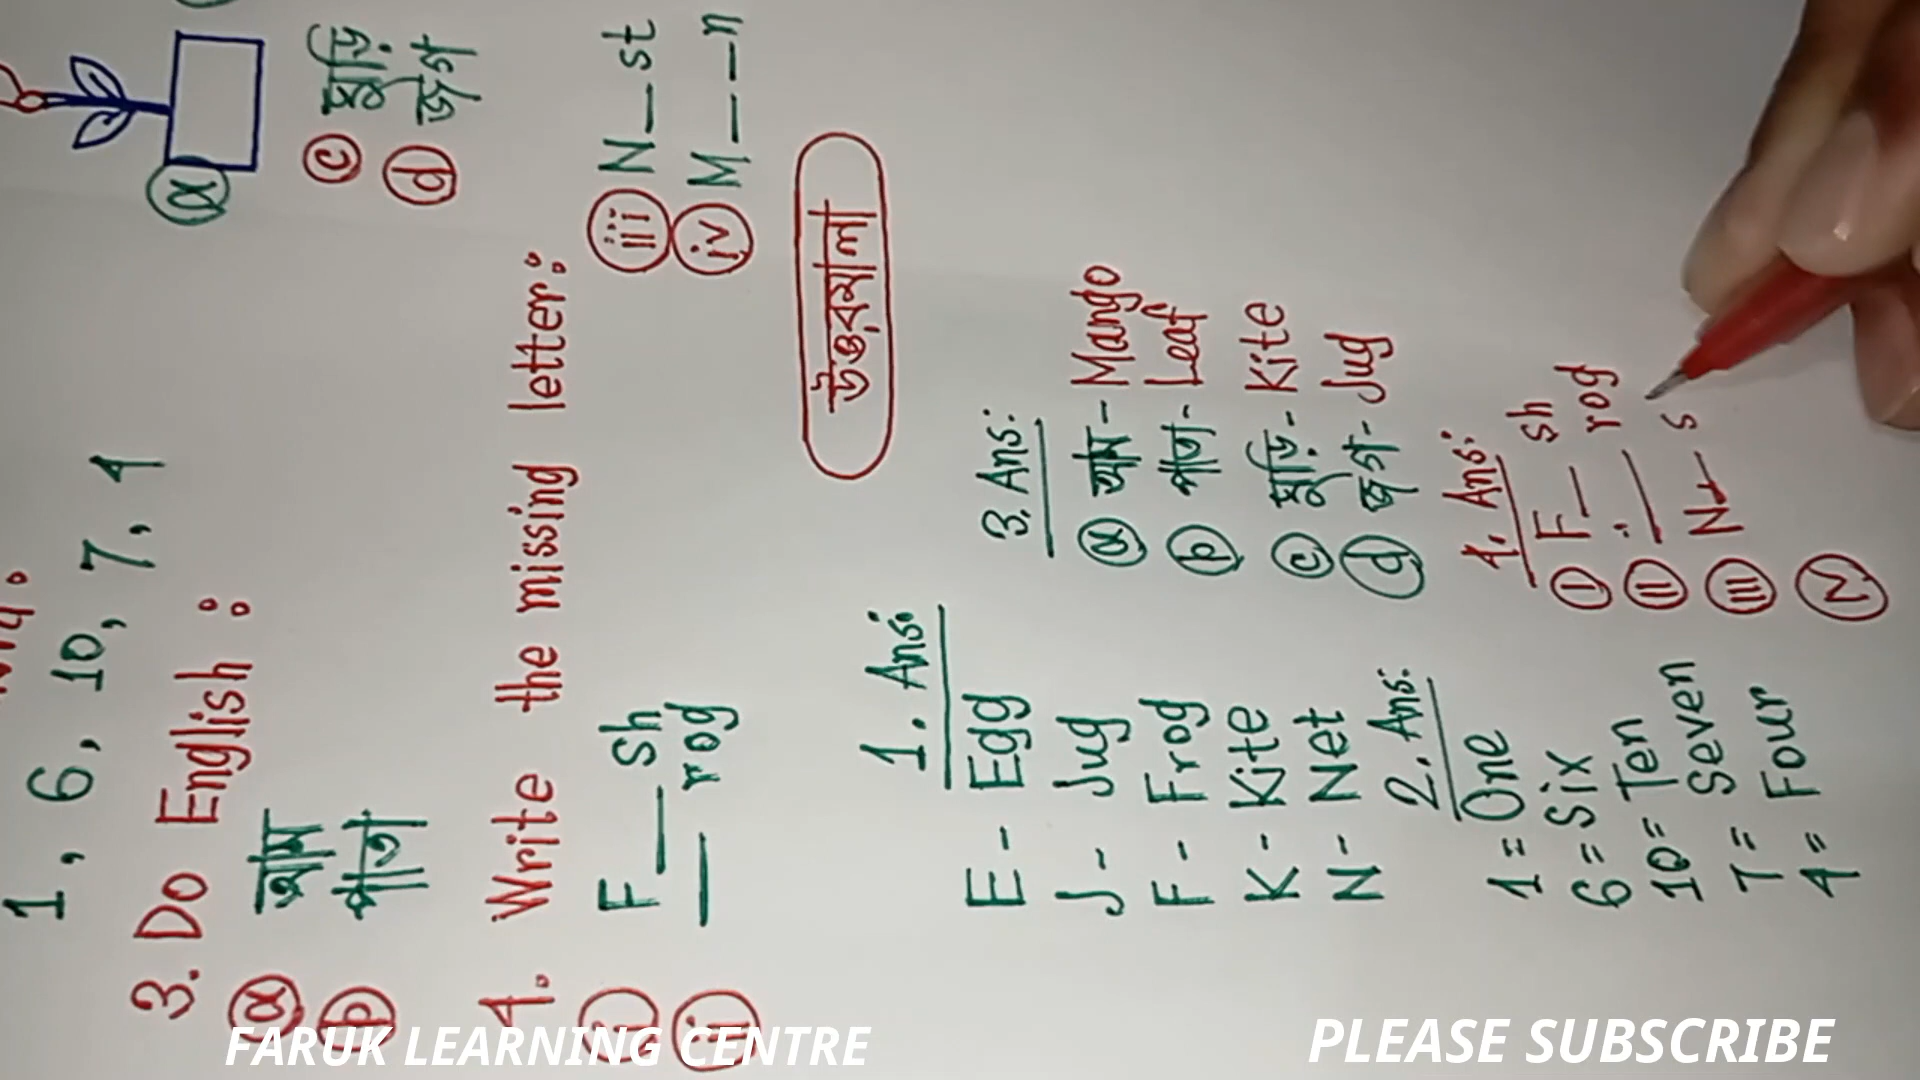 1, 6, 10, 7, 4
3. Do English :
ⓐ আম
ⓑ পাতা
ⓒ ঘুড়ি
ⓓ জগ
ⓐ
4. Write the missing letter:
ⓘ F__sh
ⓘⓘ __rog
ⓘⓘⓘ N__st
ⓘⓥ M____n
উত্তরমালা
1. Ans:
E - Egg
J - Jug
F - Frog
K - Kite
N - Net
2. Ans:
1 = One
6 = Six
10 = Ten
7 = Seven
4 = Four
3. Ans:
ⓐ আম - Mango
ⓑ পাতা - Leaf
ⓒ ঘুড়ি - Kite
ⓓ জগ - Jug
4. Ans:
ⓘ F__sh
ⓘⓘ __rog
ⓘⓘⓘ N__s
ⓘⓥ
FARUK LEARNING CENTRE
PLEASE SUBSCRIBE